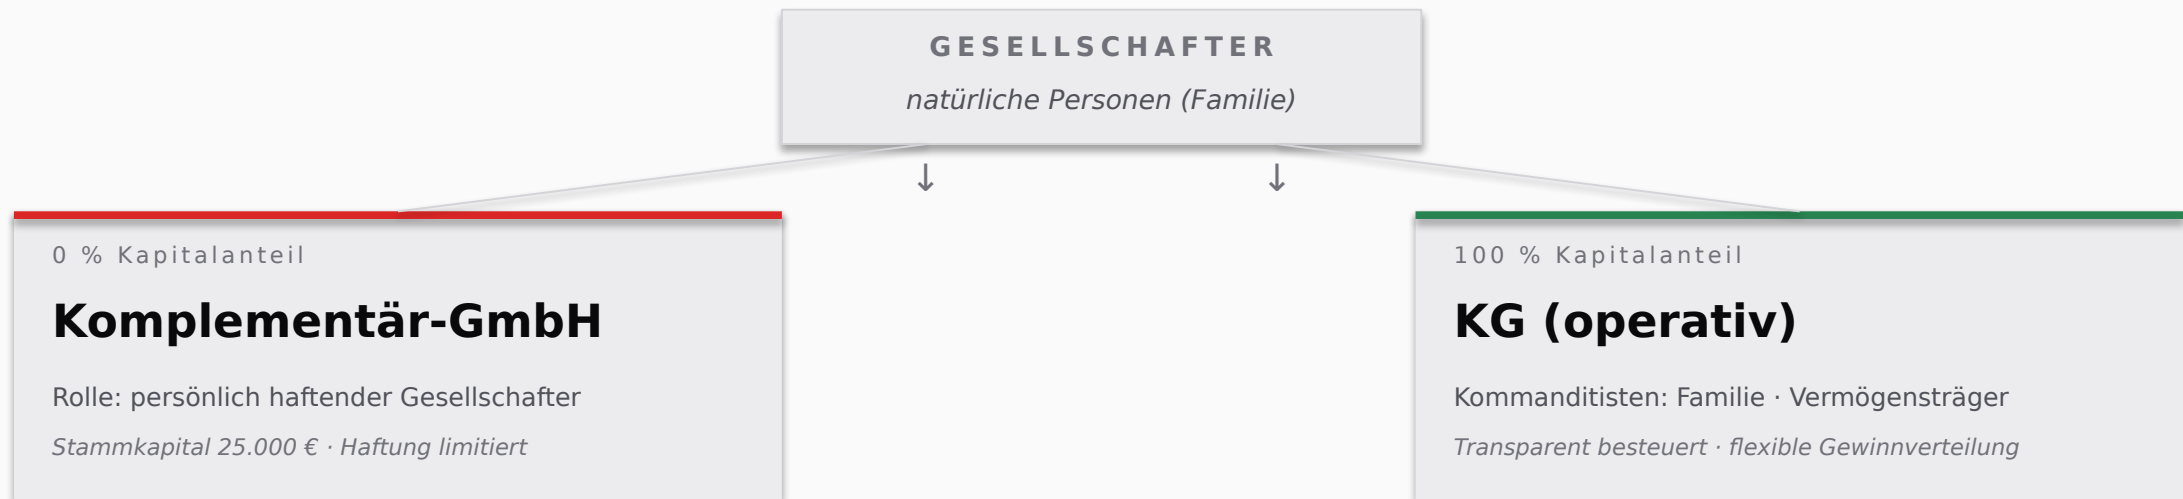 GESELLSCHAFTER
natürliche Personen (Familie)
↓ ↓
0 % Kapitalanteil
Komplementär-GmbH
Rolle: persönlich haftender Gesellschafter
Stammkapital 25.000 € · Haftung limitiert
100 % Kapitalanteil
KG (operativ)
Kommanditisten: Familie · Vermögensträger
Transparent besteuert · flexible Gewinnverteilung